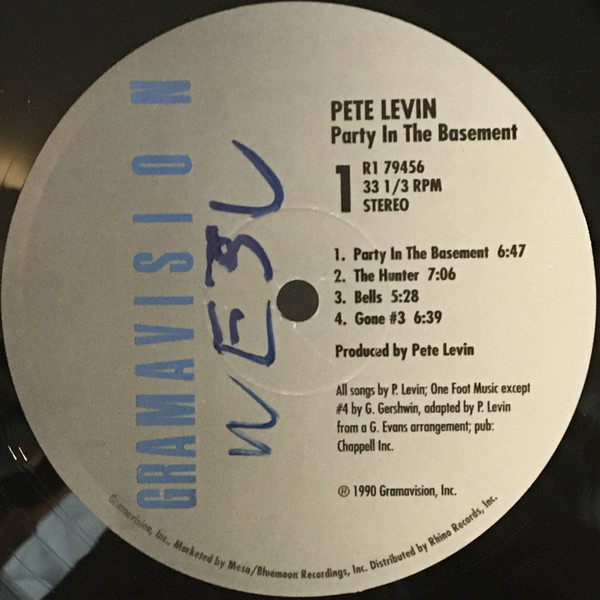 GRAMAVISION
WEBU
PETE LEVIN
Party In The Basement
1
R1 79456
33 1/3 RPM
STEREO
1. Party In The Basement 6:47
2. The Hunter 7:06
3. Bells 5:28
4. Gone #3 6:39
Produced by Pete Levin
All songs by P. Levin; One Foot Music except
#4 by G. Gershwin, adapted by P. Levin
from a G. Evans arrangement; pub:
Chappell Inc.
℗ 1990 Gramavision, Inc.
Gramavision, Inc., Marketed by Mesa/Bluemoon Recordings, Inc. Distributed by Rhino Records, Inc.